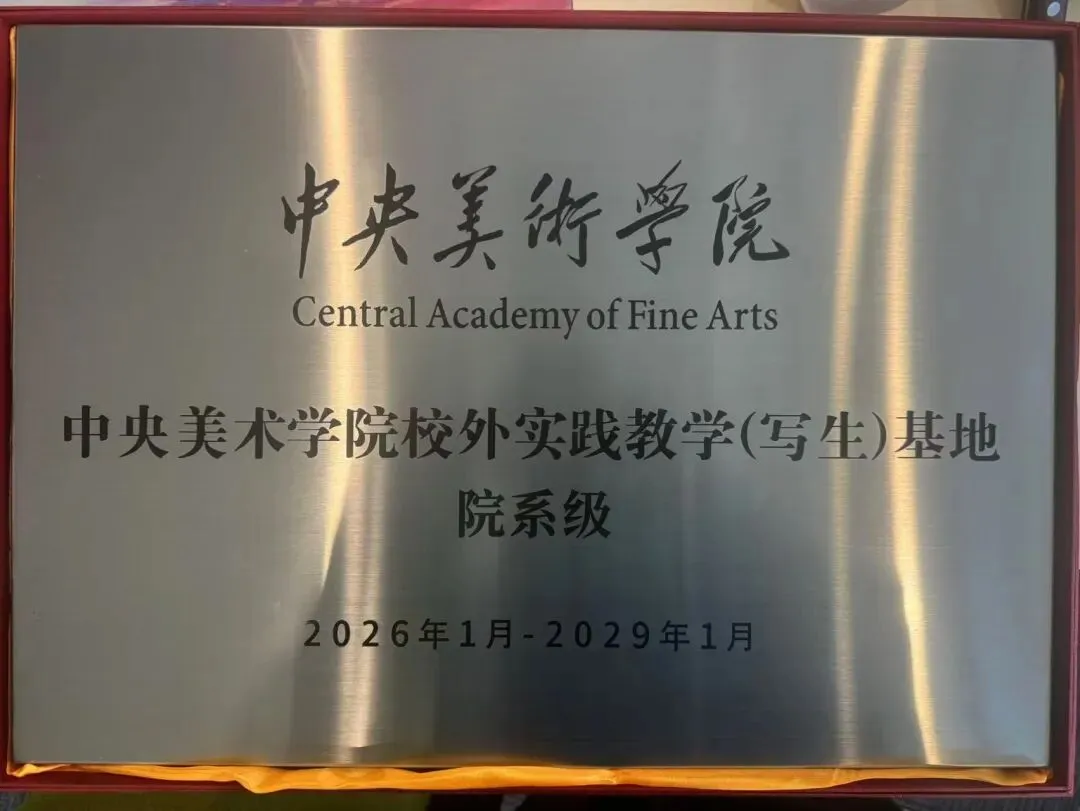 中央美術學院
Central Academy of Fine Arts
中央美术学院校外实践教学(写生)基地
院系级
2026年1月-2029年1月